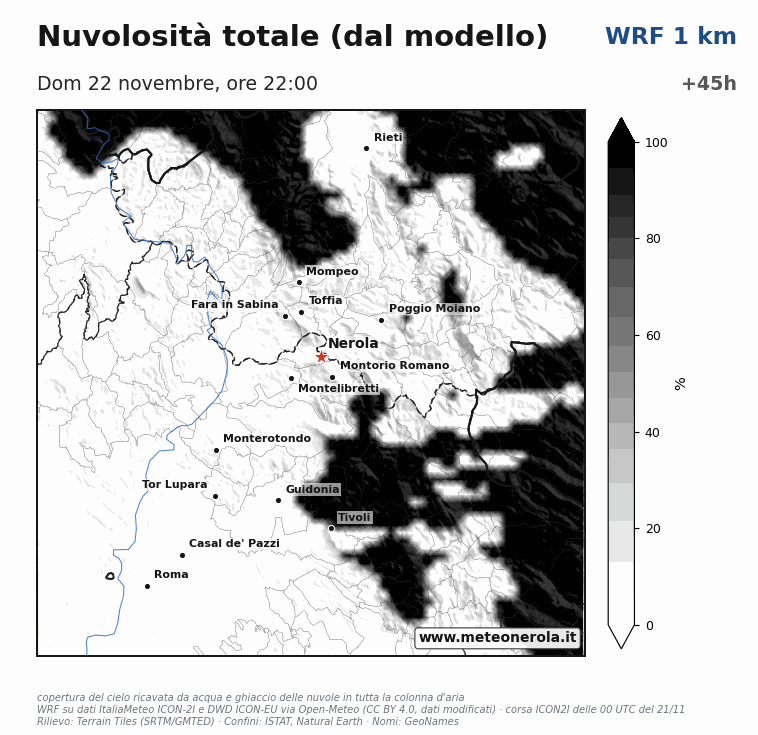 Nuvolosità totale (dal modello)
WRF 1 km
Dom 22 novembre, ore 22:00
+45h
Rieti
Mompeo
Fara in Sabina
Toffia
Poggio Moiano
Nerola
Montorio Romano
Montelibretti
Monterotondo
Tor Lupara
Guidonia
Tivoli
Casal de' Pazzi
Roma
www.meteonerola.it
100
80
60
40
20
0
%
copertura del cielo ricavata da acqua e ghiaccio delle nuvole in tutta la colonna d'aria
WRF su dati ItaliaMeteo ICON-2I e DWD ICON-EU via Open-Meteo (CC BY 4.0, dati modificati) · corsa ICON2I delle 00 UTC del 21/11
Rilievo: Terrain Tiles (SRTM/GMTED) · Confini: ISTAT, Natural Earth · Nomi: GeoNames